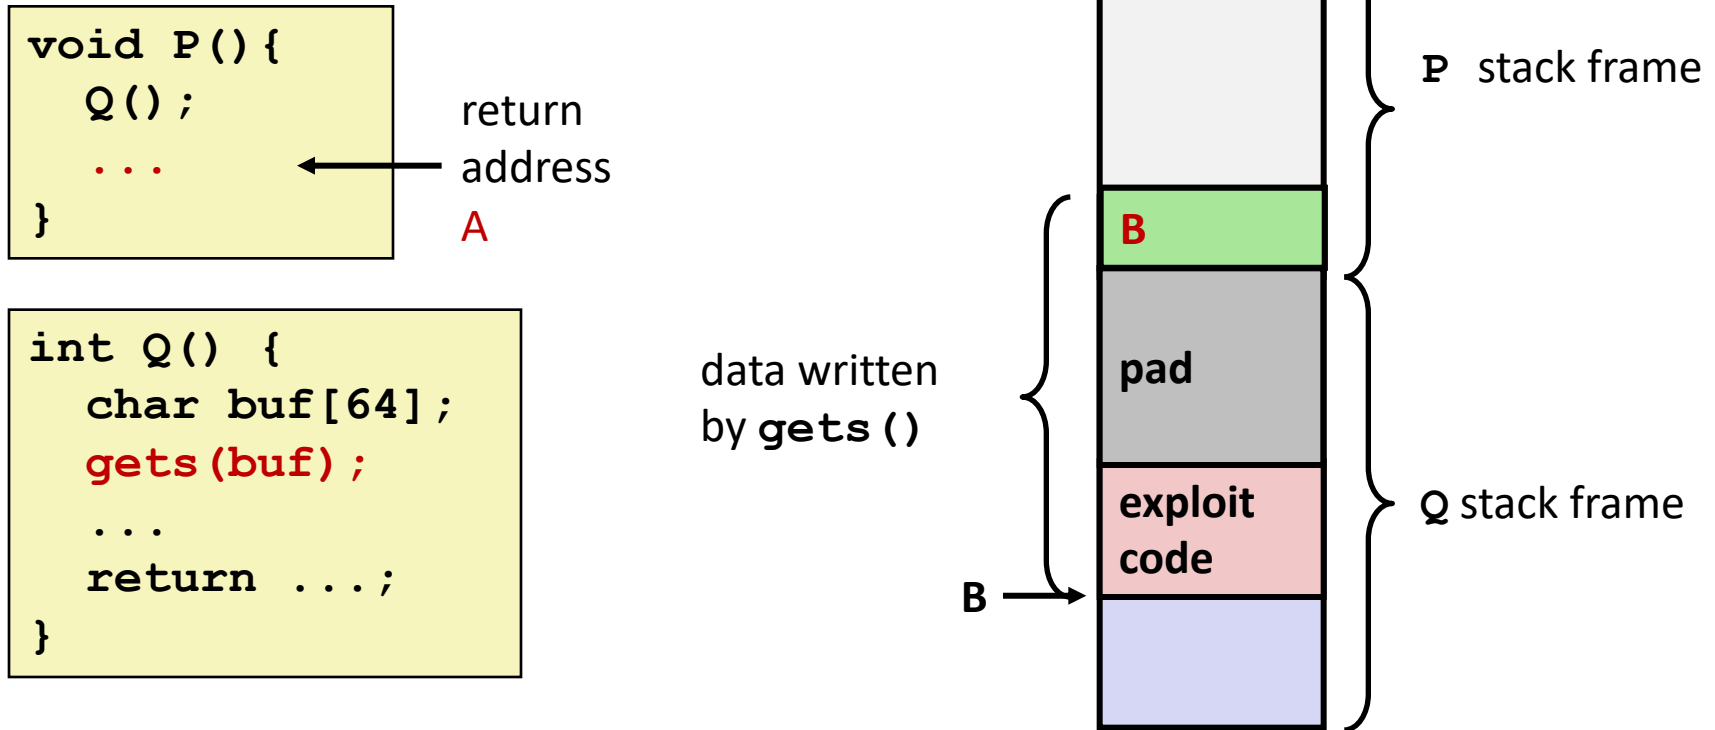 void P(){
Q();
...
}
return
address
A
int Q() {
char buf[64];
gets(buf);
...
return ...;
}
data written
by gets()
B
B
pad
exploit
code
P stack frame
Q stack frame